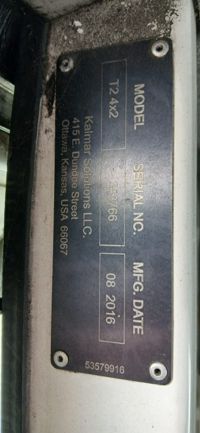 MODEL SERIAL NO. MFG. DATE
T2 4x2 08 2016
Kalmar Solutions LLC.
415 E. Dundee Street
Ottawa, Kansas, USA 66067
53579916